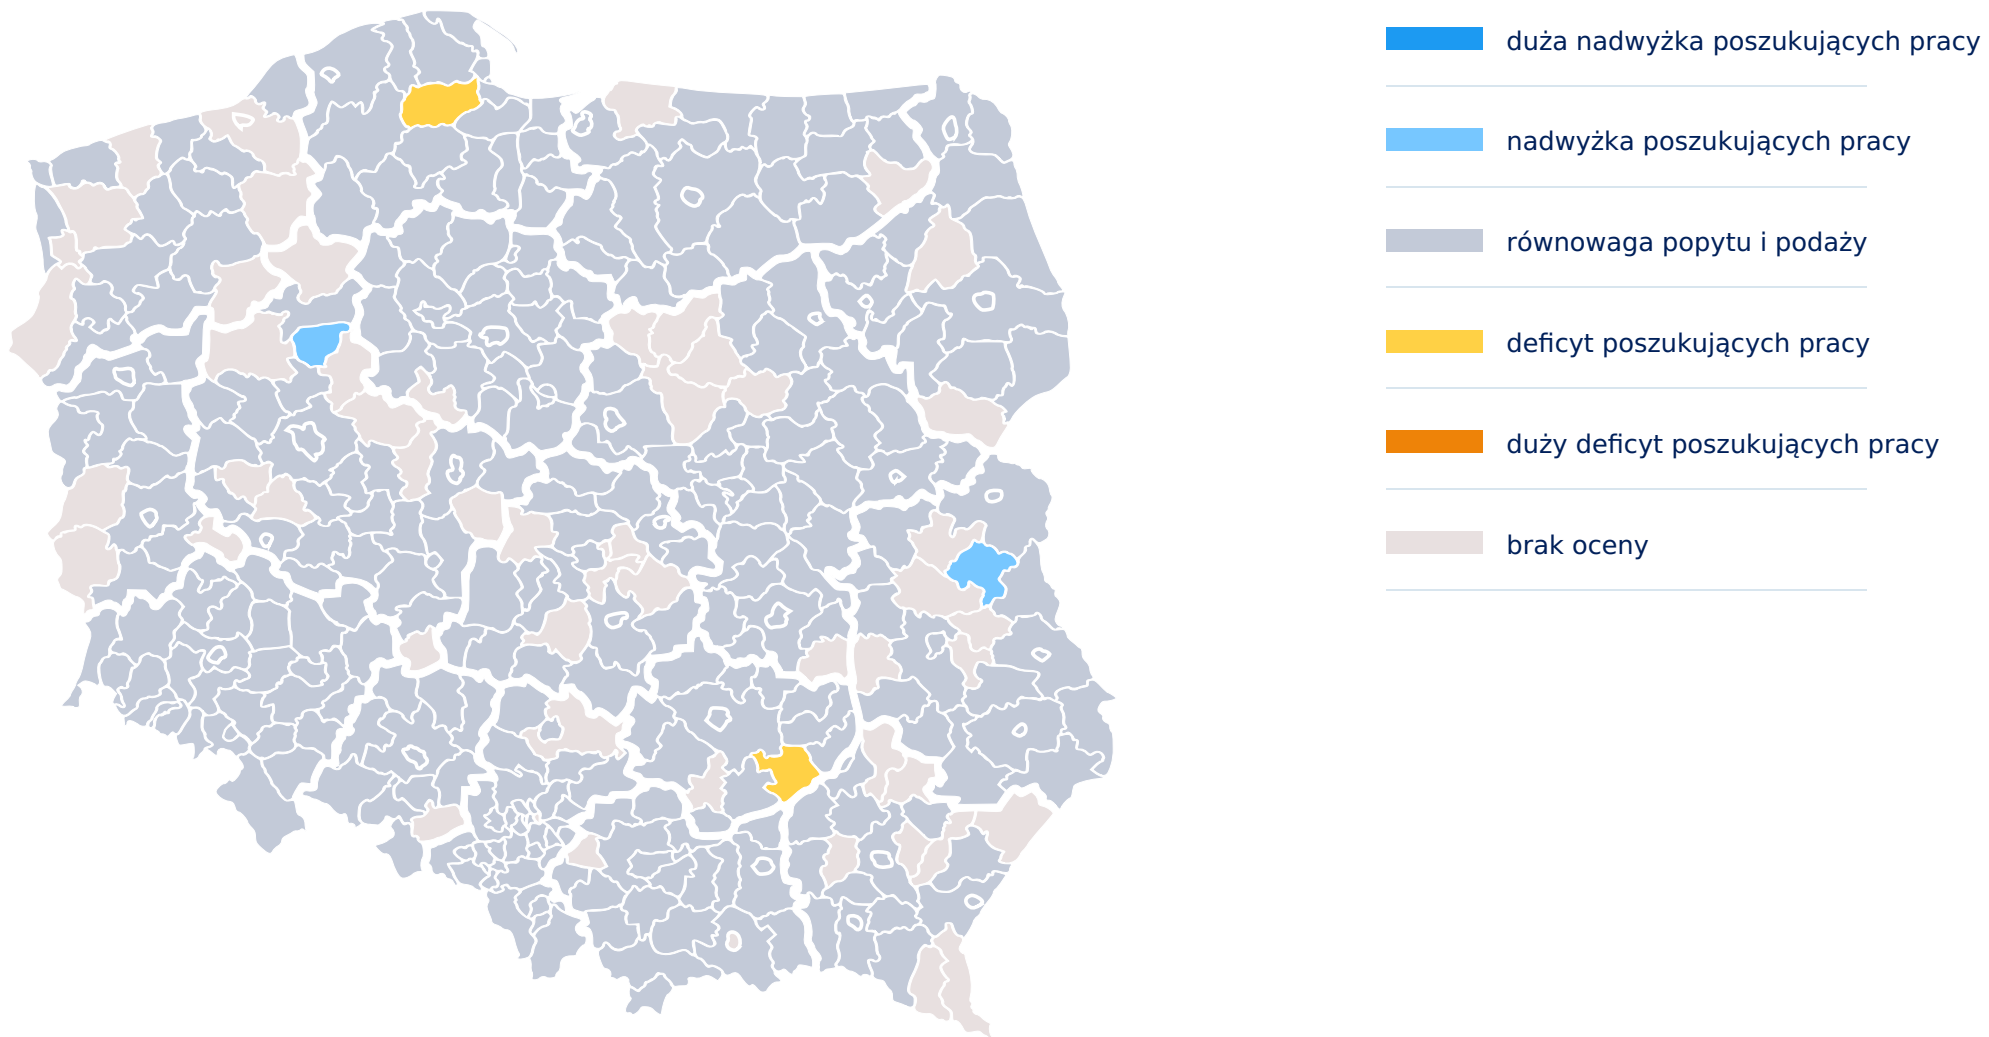 duża nadwyżka poszukujących pracy
nadwyżka poszukujących pracy
równowaga popytu i podaży
deficyt poszukujących pracy
duży deficyt poszukujących pracy
brak oceny